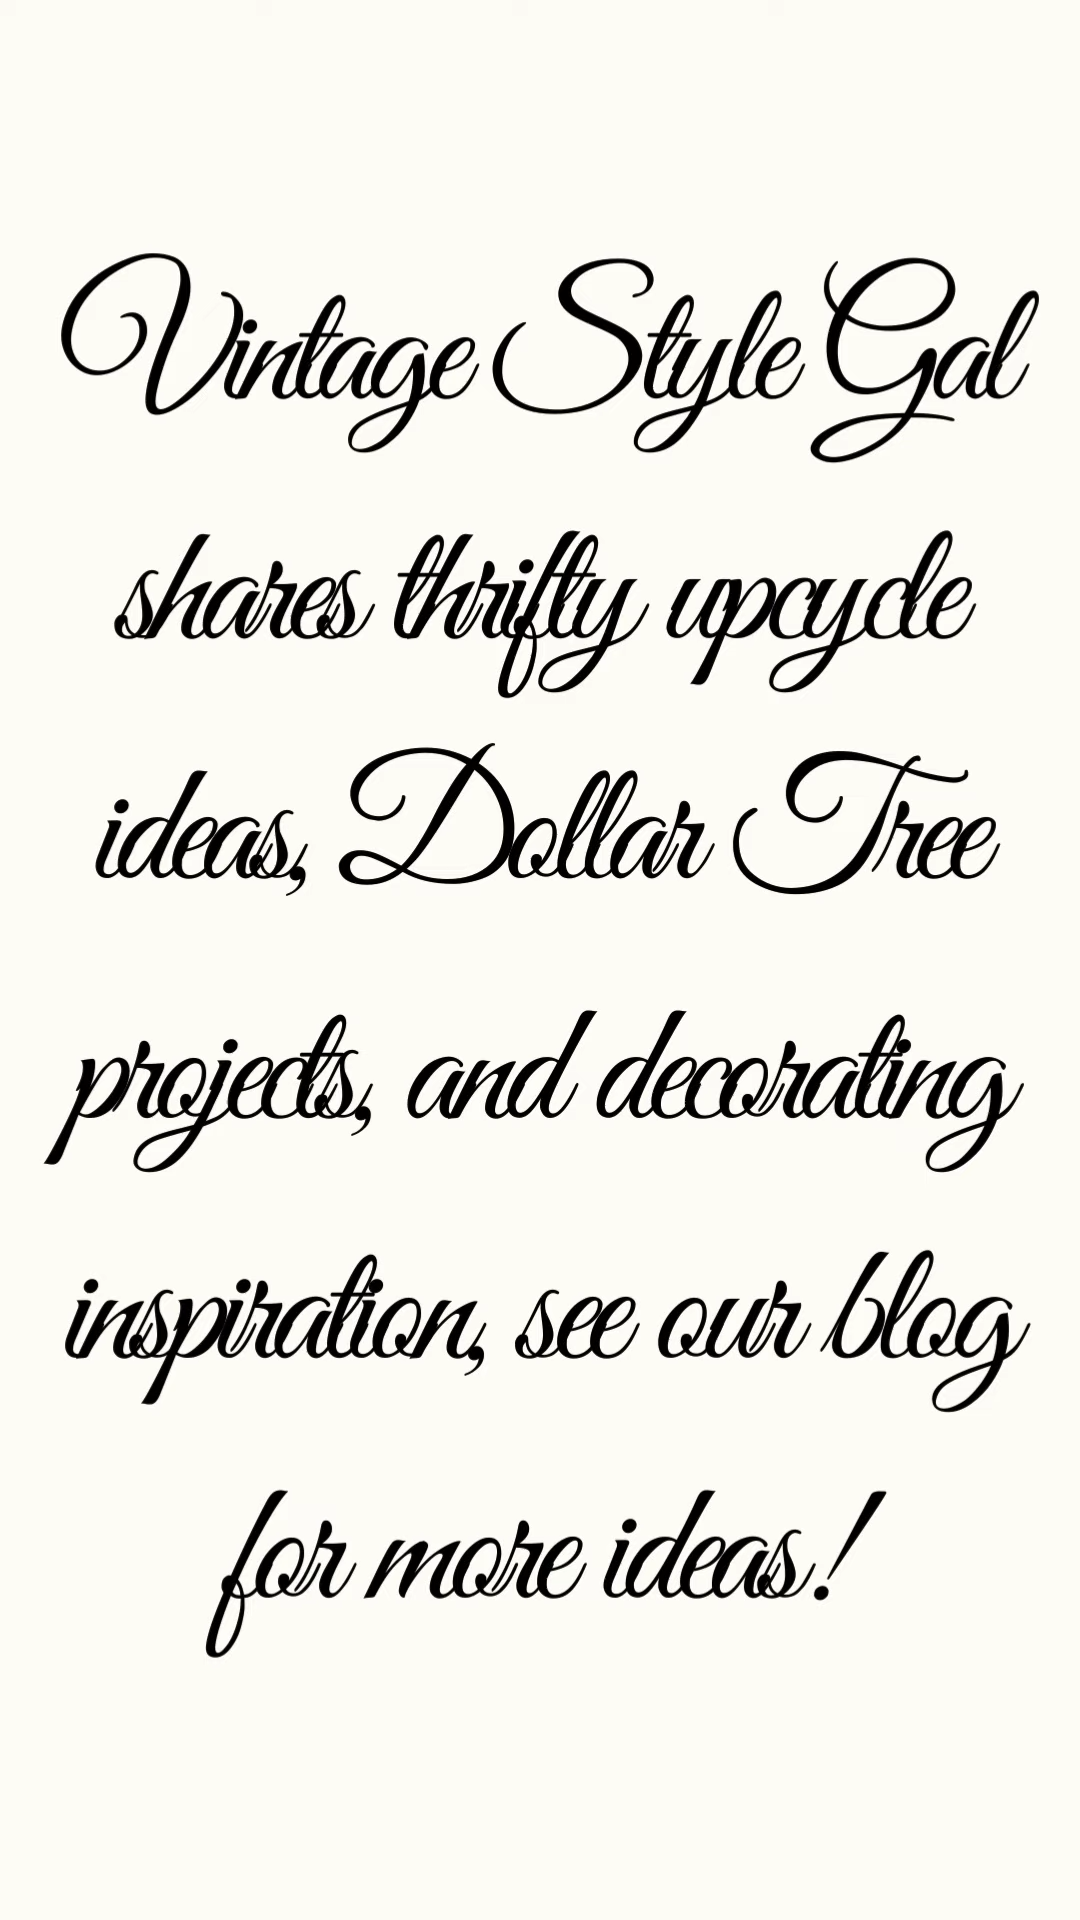 Vintage Style Gal
shares thrifty upcycle
ideas, Dollar Tree
projects, and decorating
inspiration, see our blog
for more ideas!